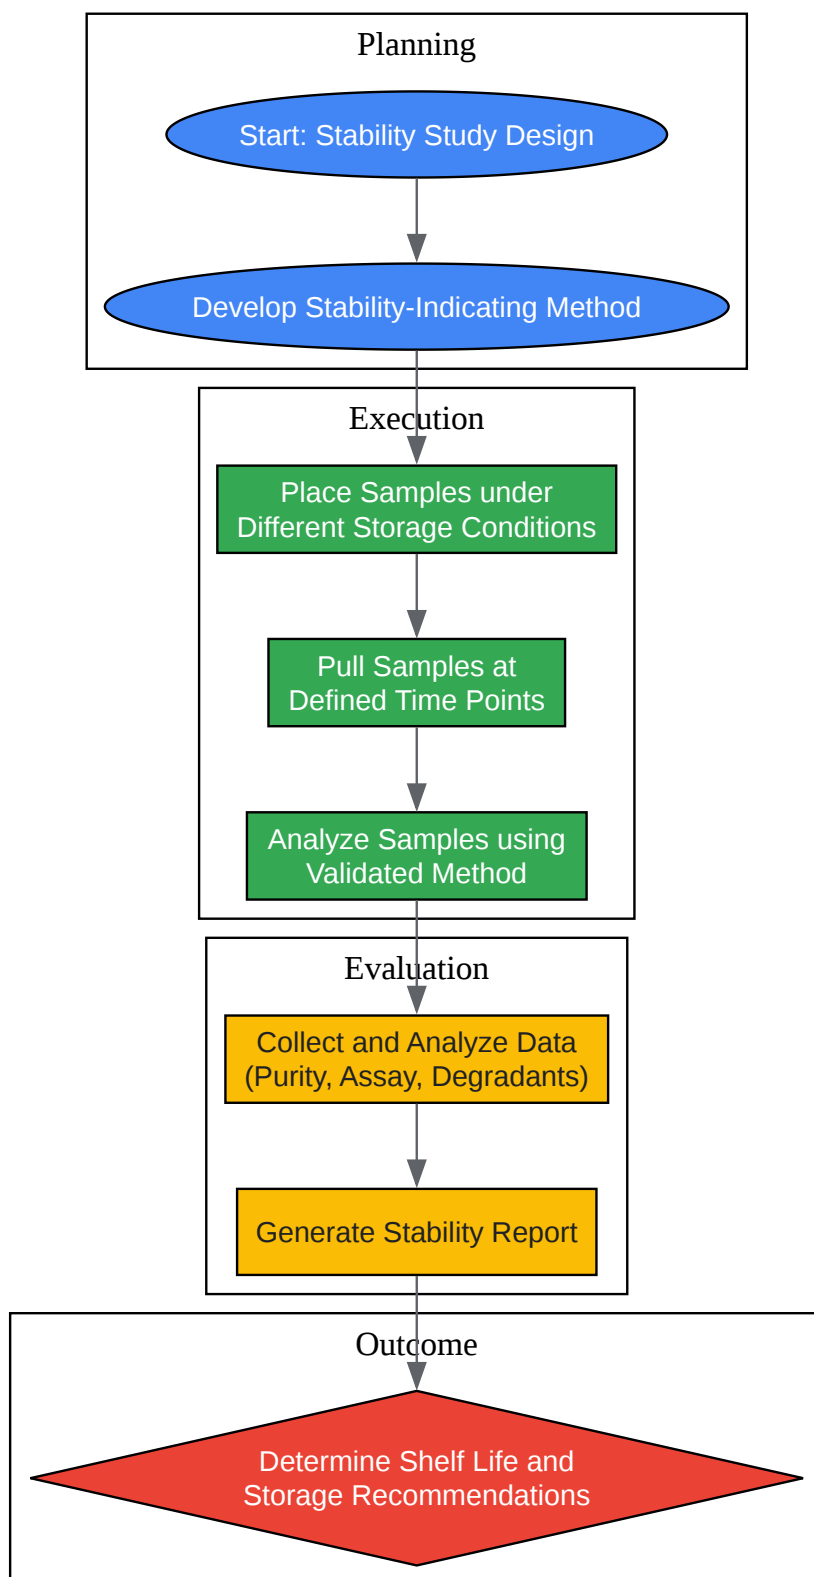 Planning
Start: Stability Study Design
Develop Stability-Indicating Method
Execution
Place Samples under
Different Storage Conditions
Pull Samples at
Defined Time Points
Analyze Samples using
Validated Method
Evaluation
Collect and Analyze Data
(Purity, Assay, Degradants)
Generate Stability Report
Outcome
Determine Shelf Life and
Storage Recommendations